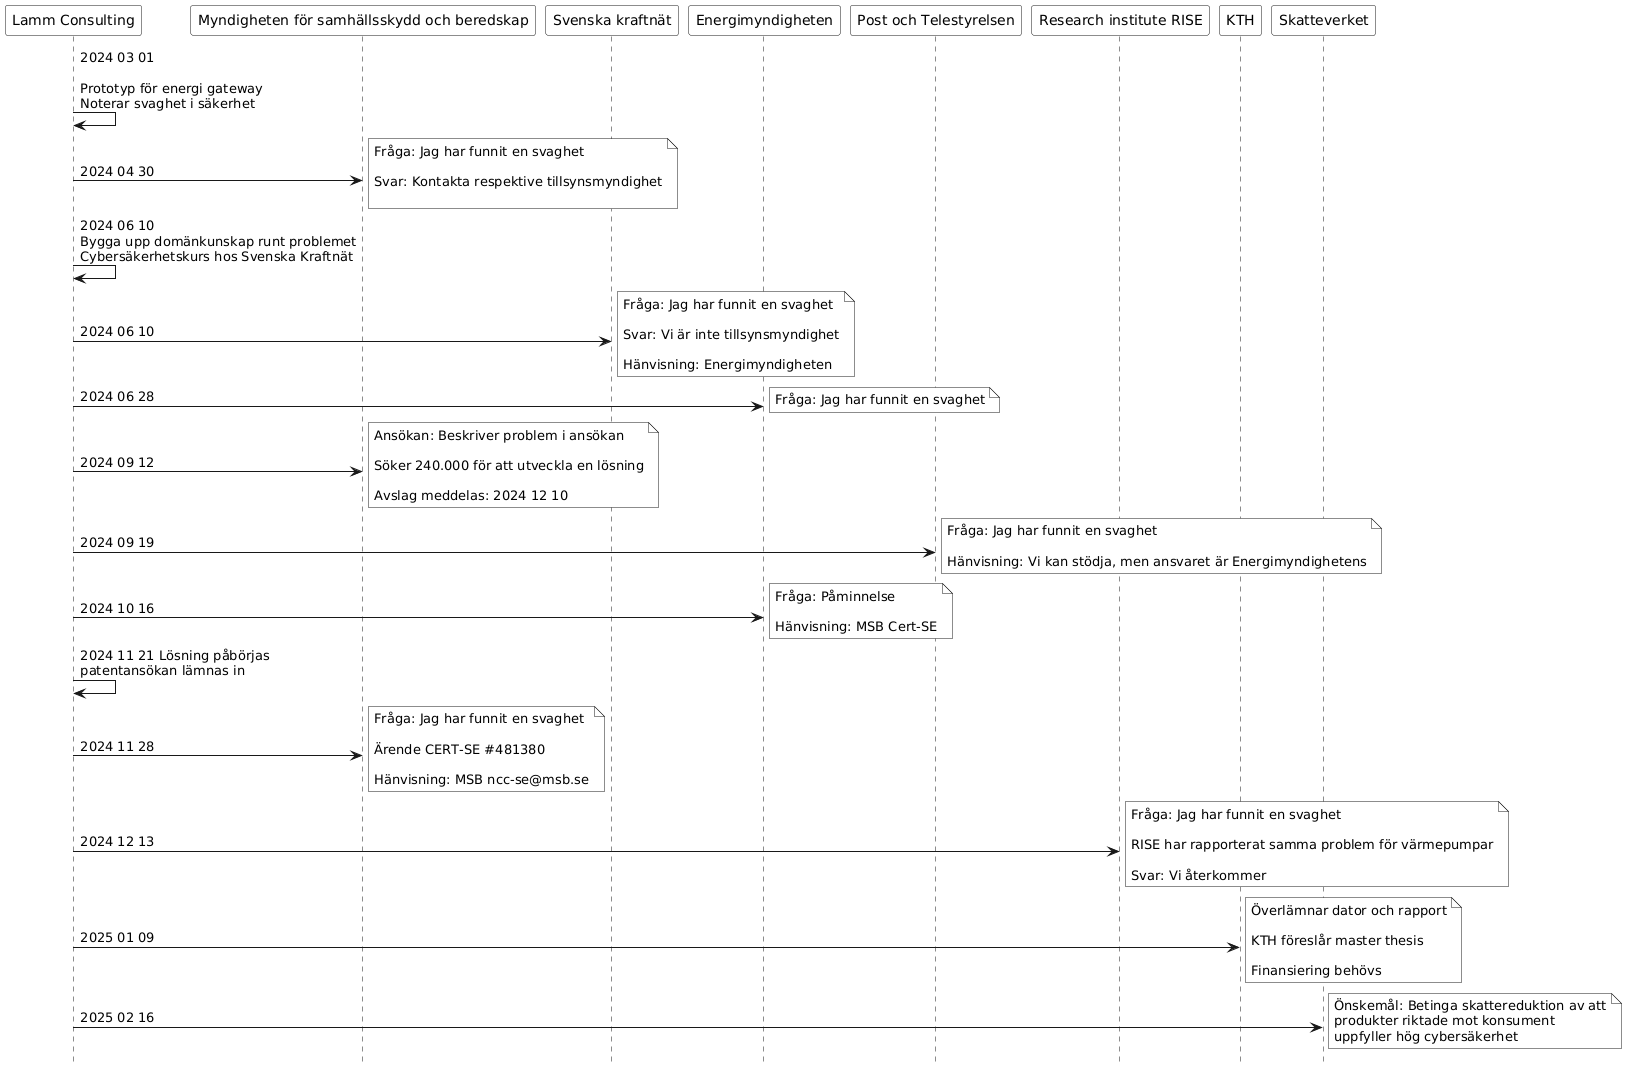 Lamm Consulting
Myndigheten för samhällsskydd och beredskap
Svenska kraftnät
Energimyndigheten
Post och Telestyrelsen
Research institute RISE
KTH
Skatteverket
2024 03 01
Prototyp för energi gateway
Noterar svaghet i säkerhet
2024 04 30
Fråga: Jag har funnit en svaghet
Svar: Kontakta respektive tillsynsmyndighet
2024 06 10
Bygga upp domänkunskap runt problemet
Cybersäkerhetskurs hos Svenska Kraftnät
2024 06 10
Fråga: Jag har funnit en svaghet
Svar: Vi är inte tillsynsmyndighet
Hänvisning: Energimyndigheten
2024 06 28
Fråga: Jag har funnit en svaghet
2024 09 12
Ansökan: Beskriver problem i ansökan
Söker 240.000 för att utveckla en lösning
Avslag meddelas: 2024 12 10
2024 09 19
Fråga: Jag har funnit en svaghet
Hänvisning: Vi kan stödja, men ansvaret är Energimyndighetens
2024 10 16
Fråga: Påminnelse
Hänvisning: MSB Cert-SE
2024 11 21 Lösning påbörjas
patentansökan lämnas in
2024 11 28
Fråga: Jag har funnit en svaghet
Ärende CERT-SE #481380
Hänvisning: MSB ncc-se@msb.se
2024 12 13
Fråga: Jag har funnit en svaghet
RISE har rapporterat samma problem för värmepumpar
Svar: Vi återkommer
2025 01 09
Överlämnar dator och rapport
KTH föreslår master thesis
Finansiering behövs
2025 02 16
Önskemål: Betinga skattereduktion av att
produkter riktade mot konsument
uppfyller hög cybersäkerhet